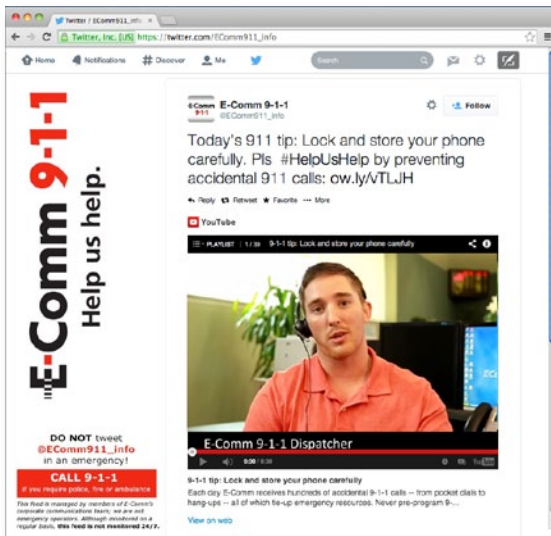 Twitter / EComm911_info
Twitter, Inc. [US] https://twitter.com/EComm911_info
Home Notifications # Discover Me Search
E-Comm 9-1-1
Help us help.
DO NOT tweet
@EComm911_info
in an emergency!
CALL 9-1-1
if you require police, fire or ambulance
This feed is managed by members of E-Comm's
corporate communications team; we are not
emergency operators. Although monitored on a
regular basis, this feed is not monitored 24/7.
E-Comm 9-1-1
@EComm911_info
Follow
Today's 911 tip: Lock and store your phone
carefully. Pls #HelpUsHelp by preventing
accidental 911 calls: ow.ly/vTLJH
Reply Retweet Favorite ••• More
YouTube
PLAYLIST 1 / 39 9-1-1 tip: Lock and store your phone carefully
E-Comm 9-1-1 Dispatcher
9-1-1 tip: Lock and store your phone carefully
Each day E-Comm receives hundreds of accidental 9-1-1 calls -- from pocket dials to
hang-ups -- all of which tie-up emergency resources. Never pre-program 9-...
View on web